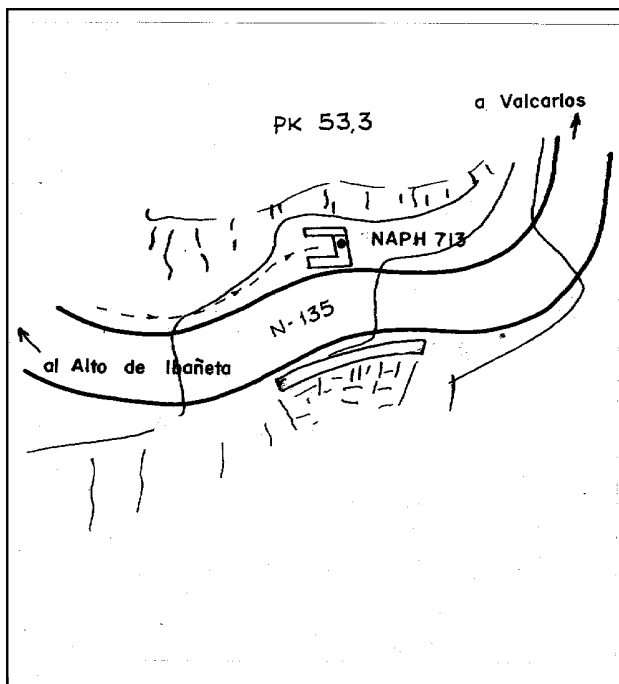 a Valcarlos
PK 53,3
NAPH 713
N-135
al Alto de Ibañeta